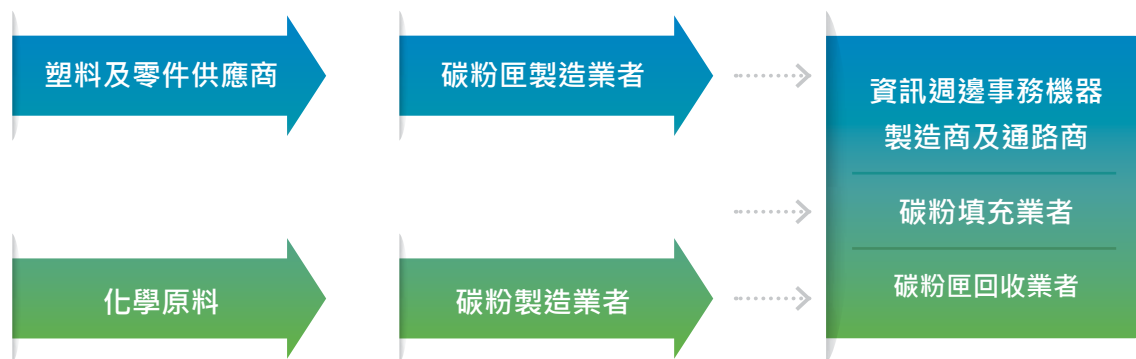 塑料及零件供應商
碳粉匣製造業者
資訊週邊事務機器
製造商及通路商
碳粉填充業者
化學原料
碳粉製造業者
碳粉匣回收業者